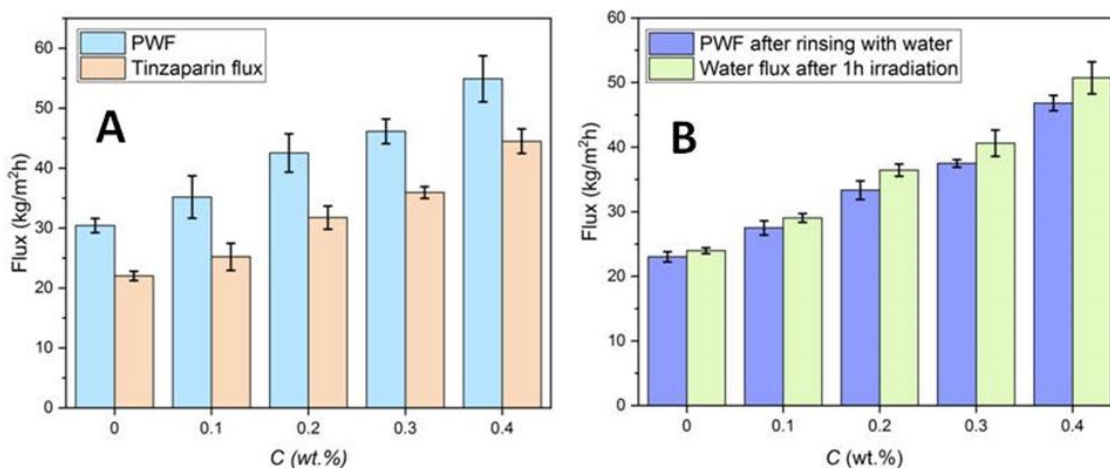 PWF
Tinzaparin flux
A
Flux (kg/m²h)
60
50
40
30
20
10
0
0 0.1 0.2 0.3 0.4
C (wt.%)
PWF after rinsing with water
Water flux after 1h irradiation
B
Flux (kg/m²h)
60
50
40
30
20
10
0
0 0.1 0.2 0.3 0.4
C (wt.%)